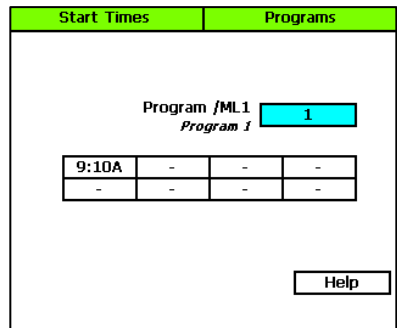 Start Times Programs
Program /ML1 1
Program 1
9:10A - - -
- - - -
Help